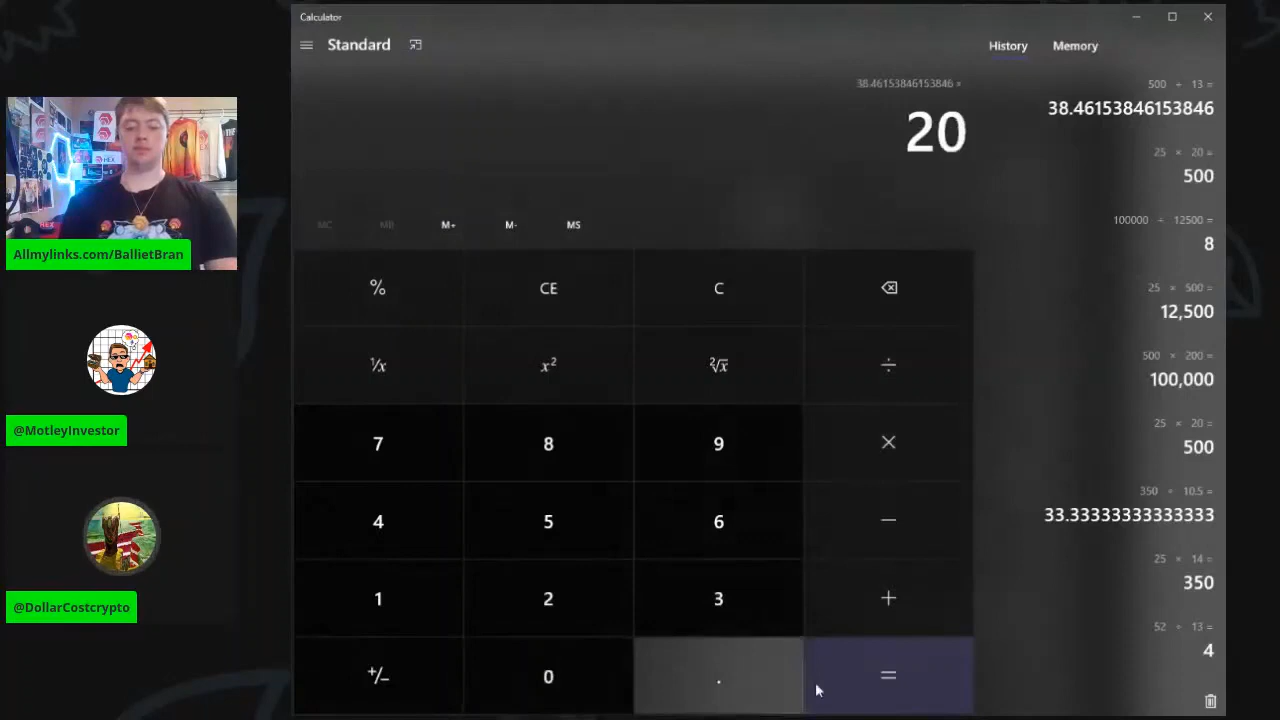 Calculator
Standard
History
Memory
38.46153846153846 ×
20
MC
MR
M+
M-
MS
%
CE
C
1/x
x²
²√x
÷
7
8
9
×
4
5
6
−
1
2
3
+
+/−
0
.
=
500 ÷ 13 =
38.46153846153846
25 × 20 =
500
100000 ÷ 12500 =
8
25 × 500 =
12,500
500 × 200 =
100,000
25 × 20 =
500
350 ÷ 10.5 =
33.33333333333333
25 × 14 =
350
52 ÷ 13 =
4
HEX
HEX
Allmylinks.com/BallietBran
@MotleyInvestor
@DollarCostcrypto